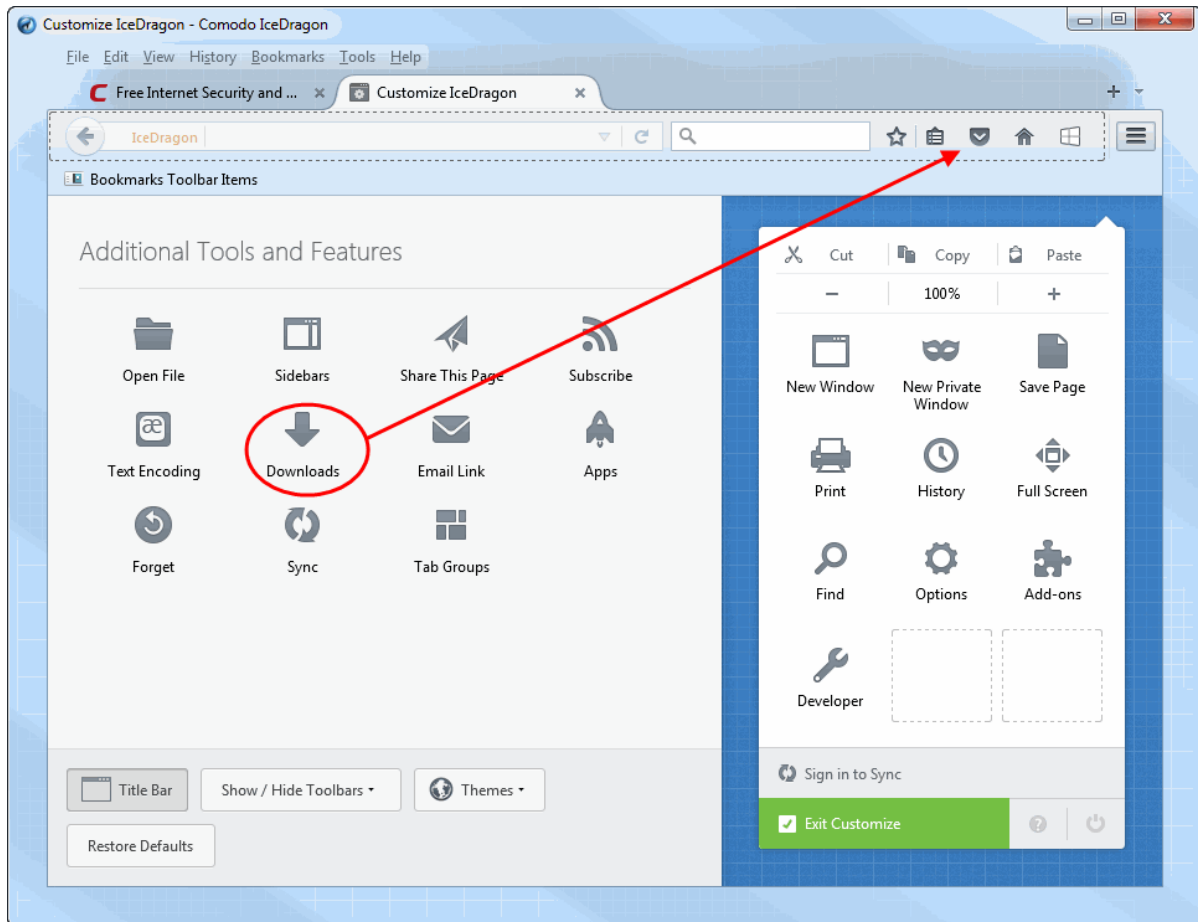 Customize IceDragon - Comodo IceDragon
File Edit View History Bookmarks Tools Help
Free Internet Security and ... Customize IceDragon
IceDragon
Bookmarks Toolbar Items
Additional Tools and Features
Open File Sidebars Share This Page Subscribe
æ
Text Encoding Downloads Email Link Apps
Forget Sync Tab Groups
Title Bar Show / Hide Toolbars Themes
Restore Defaults
Cut Copy Paste
− 100% +
New Window New Private Save Page
Window
Print History Full Screen
Find Options Add-ons
Developer
Sign in to Sync
Exit Customize ?